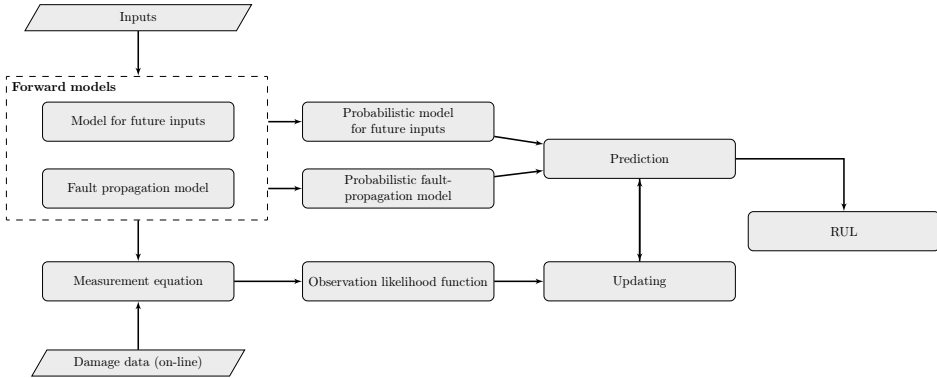 Inputs
Forward models
Model for future inputs
Probabilistic model
for future inputs
Prediction
Fault propagation model
Probabilistic fault-
propagation model
RUL
Measurement equation
Observation likelihood function
Updating
Damage data (on-line)